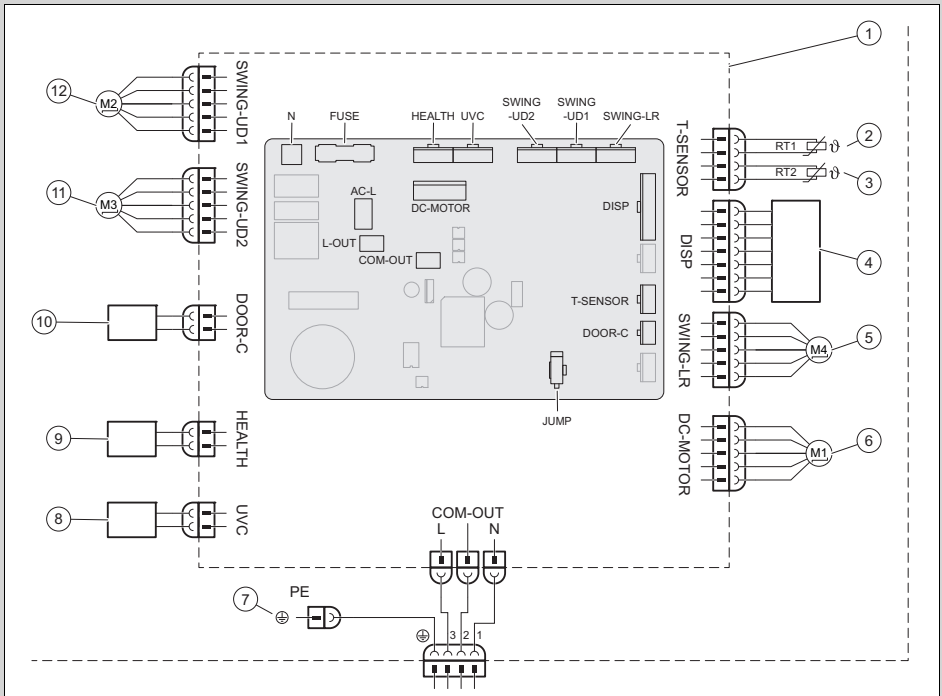 1
12
M2
SWING-UD1
N
FUSE
HEALTH
UVC
SWING
-UD2
SWING
-UD1
SWING-LR
T-SENSOR
RT1
ϑ
2
RT2
ϑ
3
11
M3
SWING-UD2
AC-L
DC-MOTOR
DISP
L-OUT
COM-OUT
DISP
4
10
DOOR-C
T-SENSOR
DOOR-C
SWING-LR
M4
5
JUMP
9
HEALTH
DC-MOTOR
M1
6
8
UVC
COM-OUT
L
N
7
PE
3
2
1